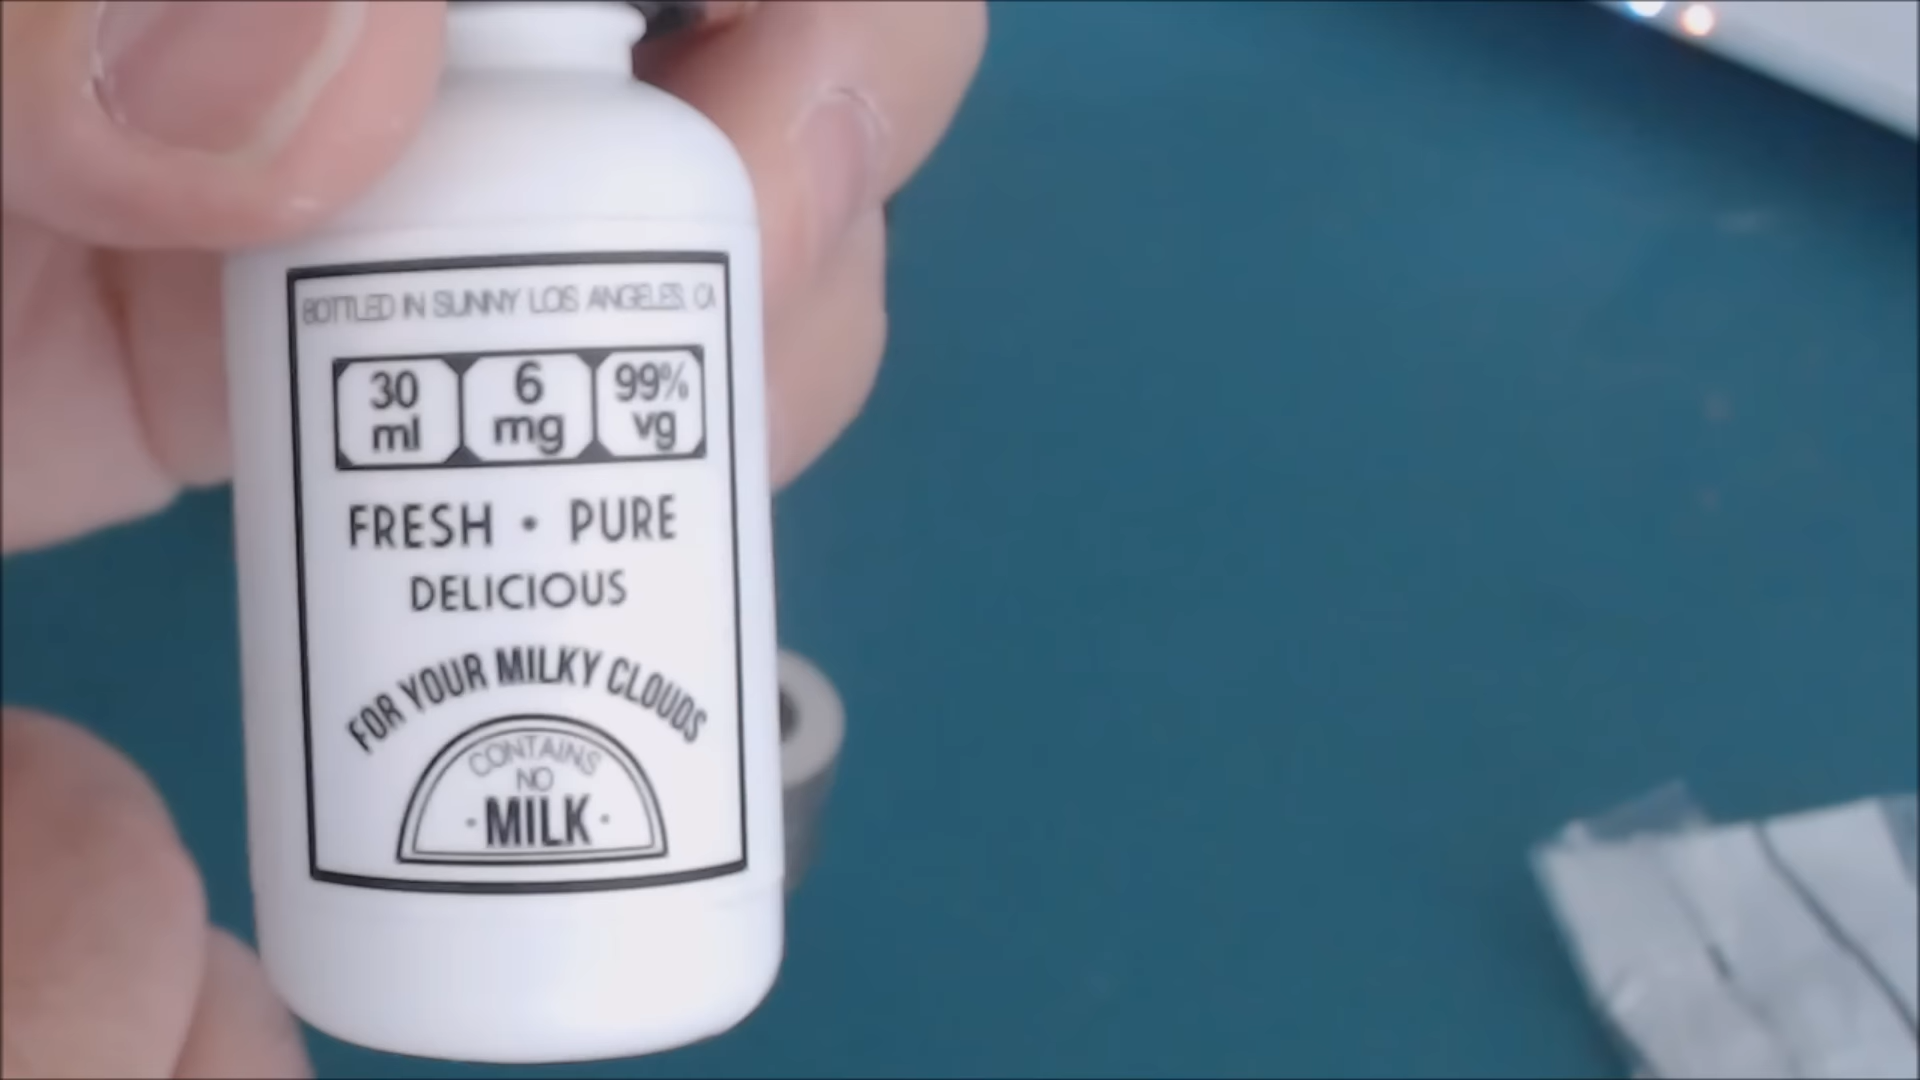 BOTTLED IN SUNNY LOS ANGELES, CA
30 ml
6 mg
99% vg
FRESH • PURE
DELICIOUS
FOR YOUR MILKY CLOUDS
CONTAINS
NO
·MILK·